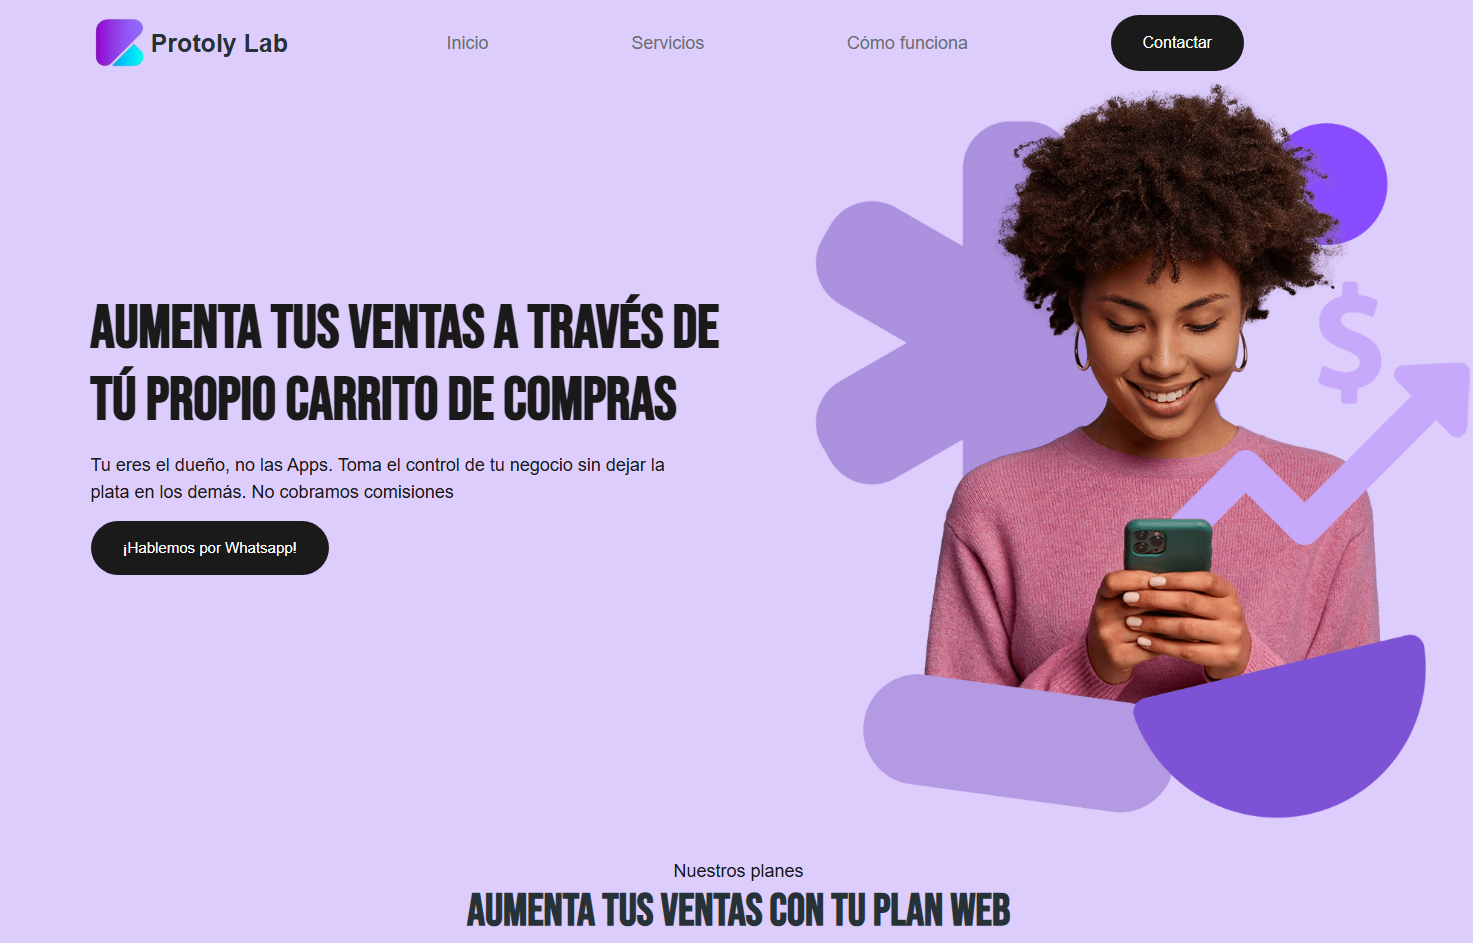 Protoly Lab
Inicio
Servicios
Cómo funciona
Contactar
AUMENTA TUS VENTAS A TRAVÉS DE
TÚ PROPIO CARRITO DE COMPRAS
Tu eres el dueño, no las Apps. Toma el control de tu negocio sin dejar la
plata en los demás. No cobramos comisiones
¡Hablemos por Whatsapp!
$
Nuestros planes
AUMENTA TUS VENTAS CON TU PLAN WEB